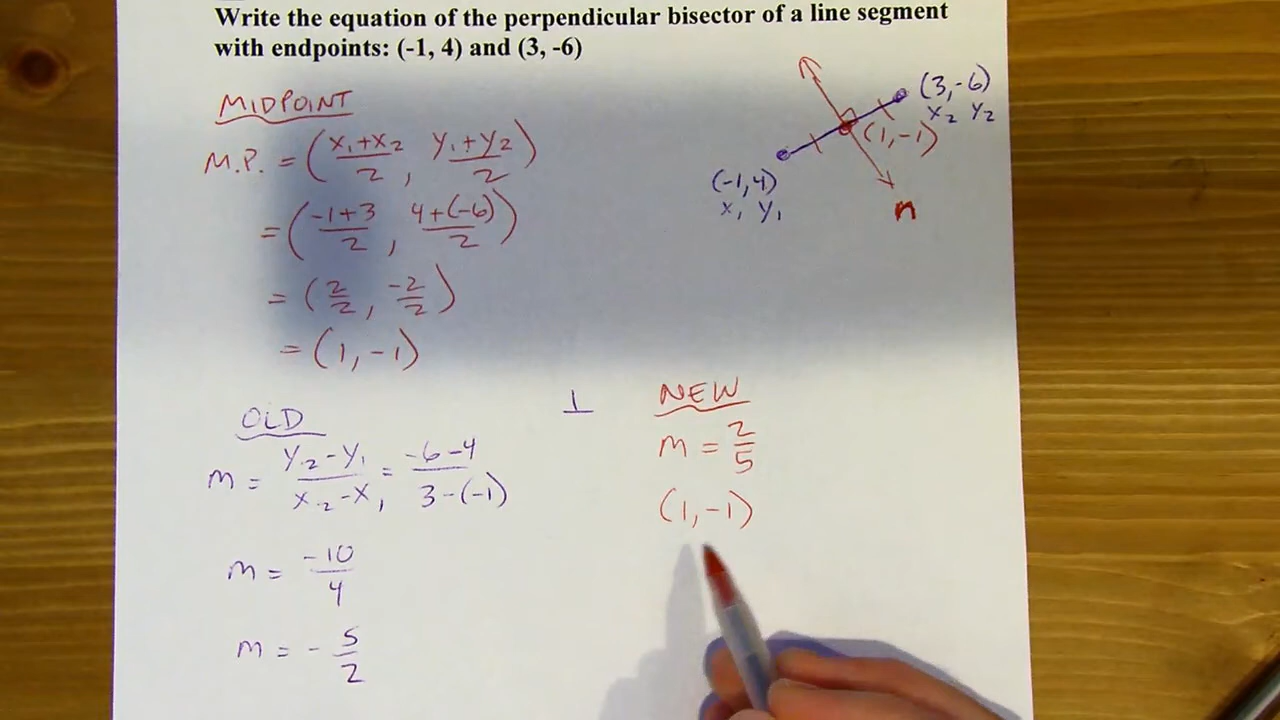 Write the equation of the perpendicular bisector of a line segment
with endpoints: (-1, 4) and (3, -6)
MIDPOINT
M.P. = (x₁+x₂/2, y₁+y₂/2)
= (-1+3/2, 4+(-6)/2)
= (2/2, -2/2)
= (1, -1)
(3, -6)
x₂ y₂
(1, -1)
(-1, 4)
x₁ y₁
n
OLD
m = y₂-y₁/x₂-x₁ = -6-4/3-(-1)
m = -10/4
m = -5/2
⊥
NEW
m = 2/5
(1, -1)